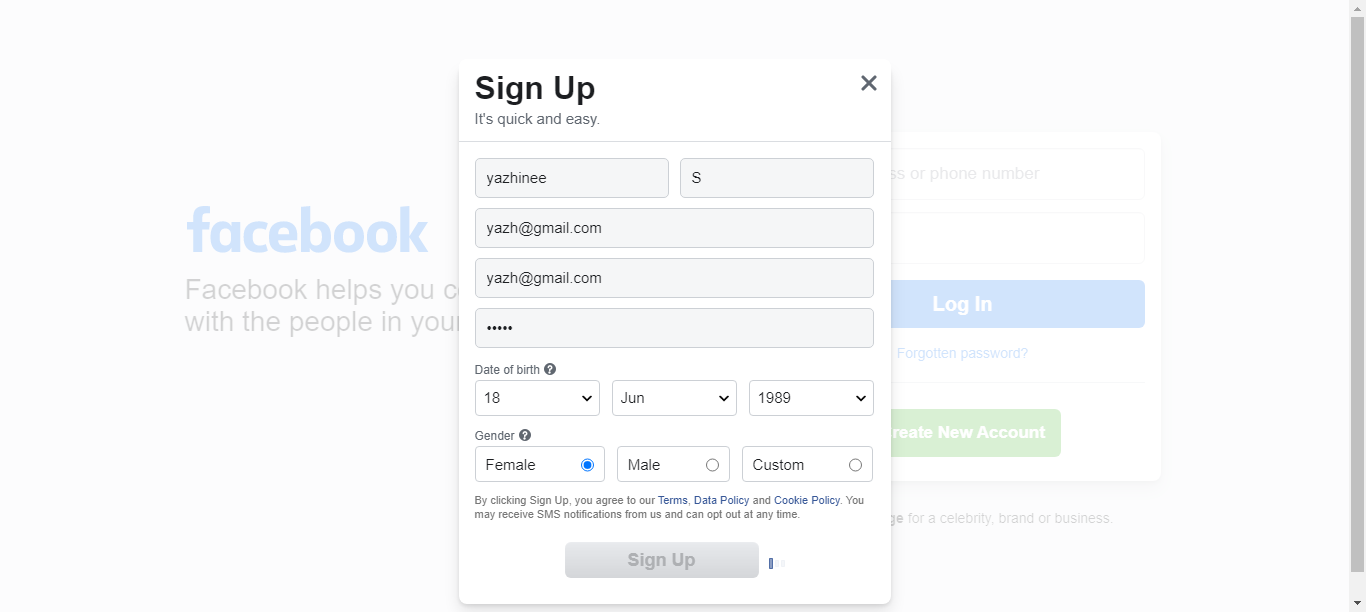 Sign Up
It's quick and easy.
yazhinee
S
yazh@gmail.com
yazh@gmail.com
•••••
Date of birth
18
Jun
1989
Gender
Female
Male
Custom
By clicking Sign Up, you agree to our Terms, Data Policy and Cookie Policy. You
may receive SMS notifications from us and can opt out at any time.
Sign Up
facebook
Facebook helps you
with the people in your
or phone number
Log In
Forgotten password?
New Account
for a celebrity, brand or business.